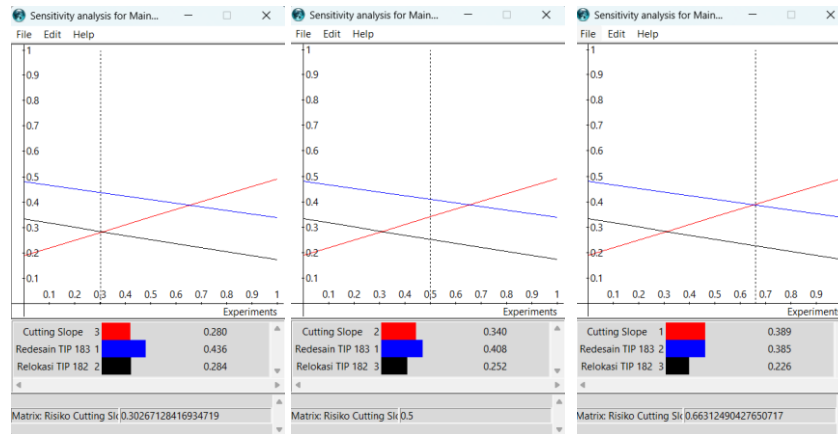 Sensitivity analysis for Main...
File Edit Help
1
0.9
0.8
0.7
0.6
0.5
0.4
0.3
0.2
0.1
0.1 0.2 0.3 0.4 0.5 0.6 0.7 0.8 0.9 1
Experiments
Cutting Slope 3 0.280
Redesain TIP 183 1 0.436
Relokasi TIP 182 2 0.284
Matrix: Risiko Cutting Slo 0.30267128416934719
Sensitivity analysis for Main...
File Edit Help
1
0.9
0.8
0.7
0.6
0.5
0.4
0.3
0.2
0.1
0.1 0.2 0.3 0.4 0.5 0.6 0.7 0.8 0.9 1
Experiments
Cutting Slope 2 0.340
Redesain TIP 183 1 0.408
Relokasi TIP 182 3 0.252
Matrix: Risiko Cutting Slo 0.5
Sensitivity analysis for Main...
File Edit Help
1
0.9
0.8
0.7
0.6
0.5
0.4
0.3
0.2
0.1
0.1 0.2 0.3 0.4 0.5 0.6 0.7 0.9
Experiments
Cutting Slope 1 0.389
Redesain TIP 183 2 0.385
Relokasi TIP 182 3 0.226
Matrix: Risiko Cutting Slo 0.66312490427650717